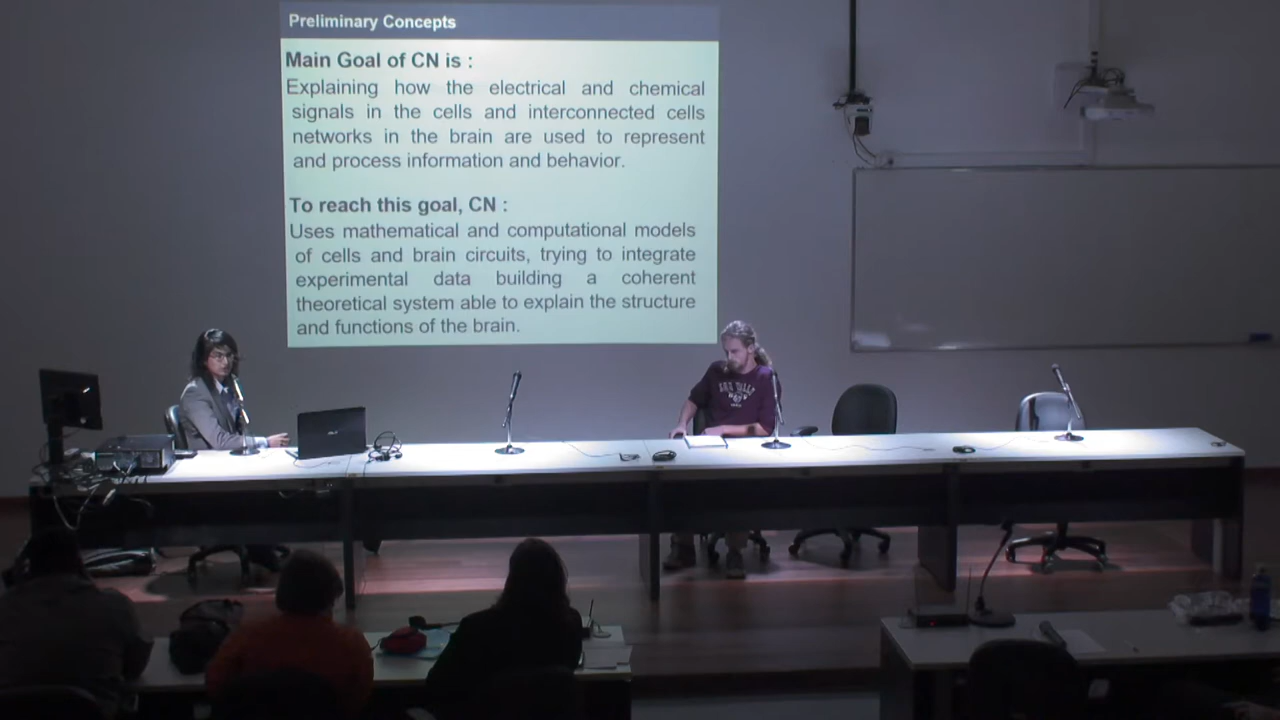 Preliminary Concepts
Main Goal of CN is :
Explaining how the electrical and chemical
signals in the cells and interconnected cells
networks in the brain are used to represent
and process information and behavior.
To reach this goal, CN :
Uses mathematical and computational models
of cells and brain circuits, trying to integrate
experimental data building a coherent
theoretical system able to explain the structure
and functions of the brain.